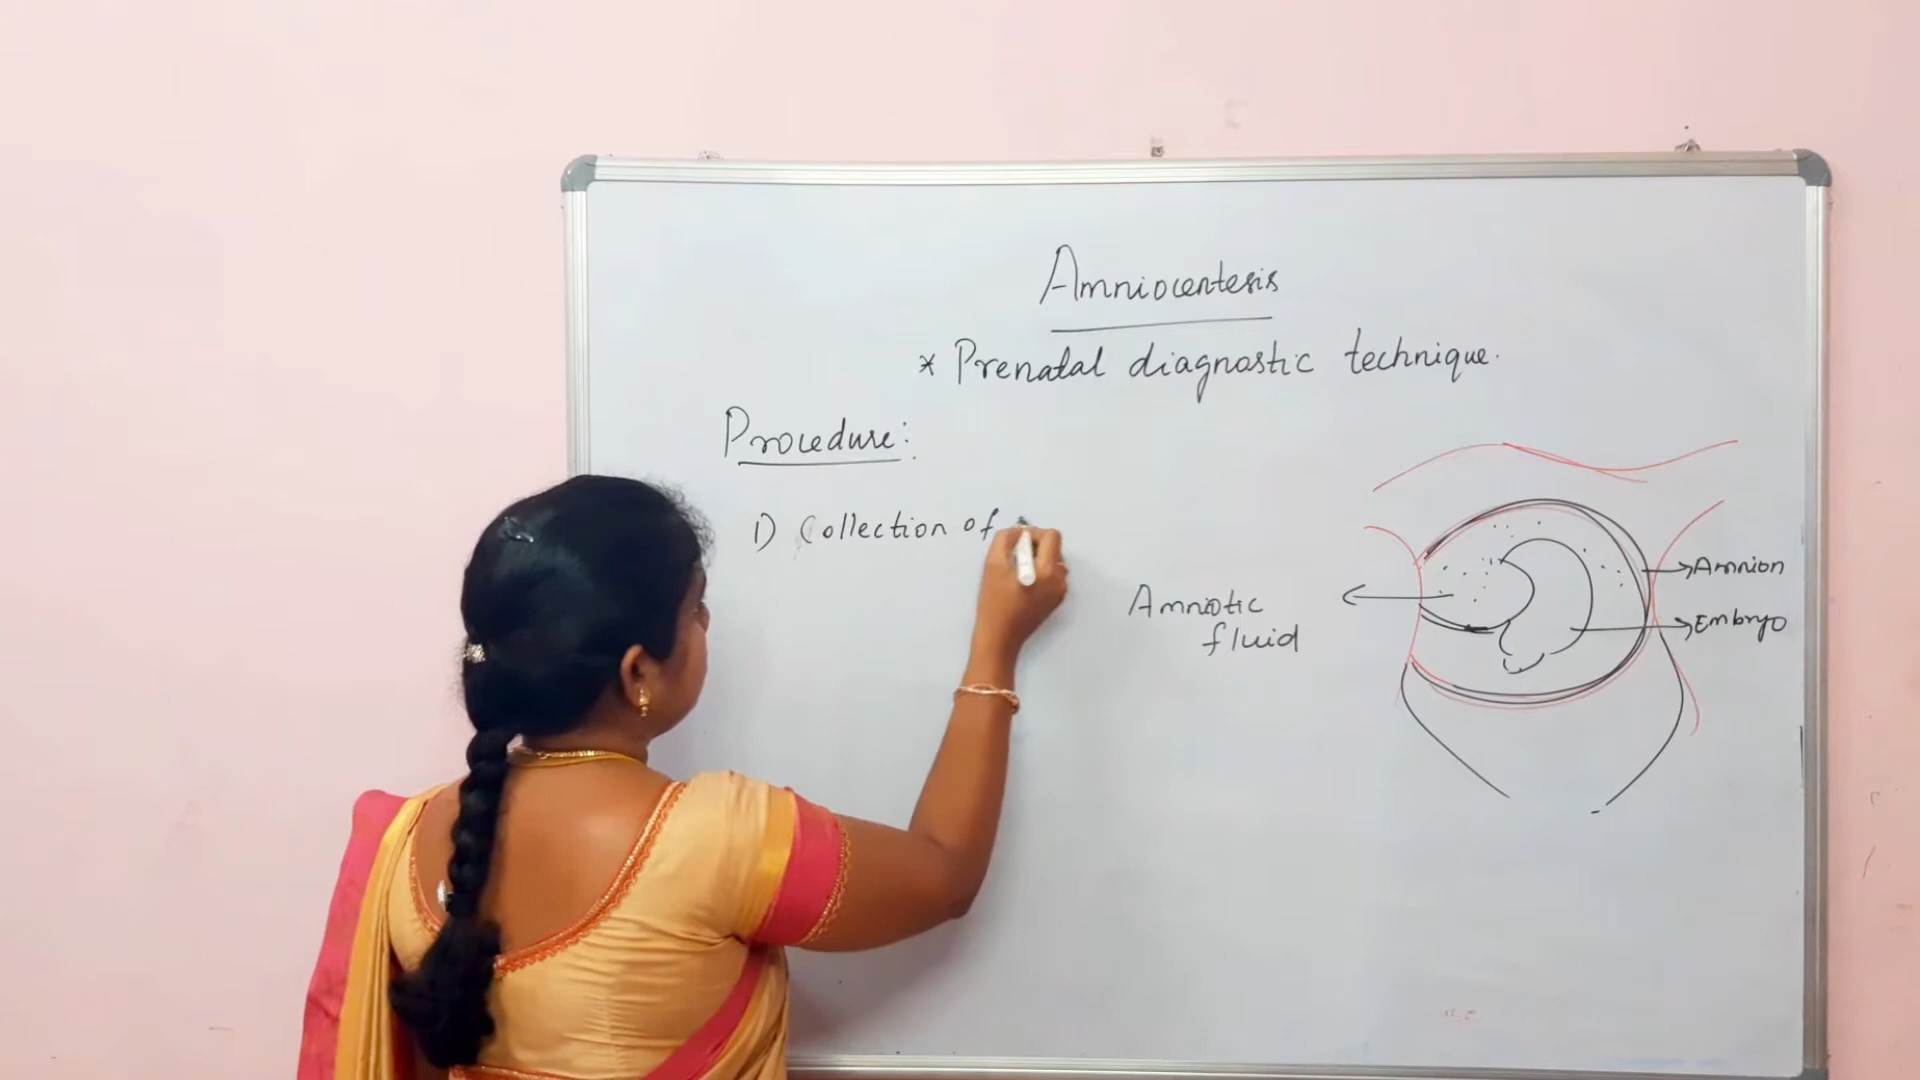 Amniocentesis
* Prenatal diagnostic technique.
Procedure:
1) Collection of
Amniotic
fluid
Amnion
Embryo